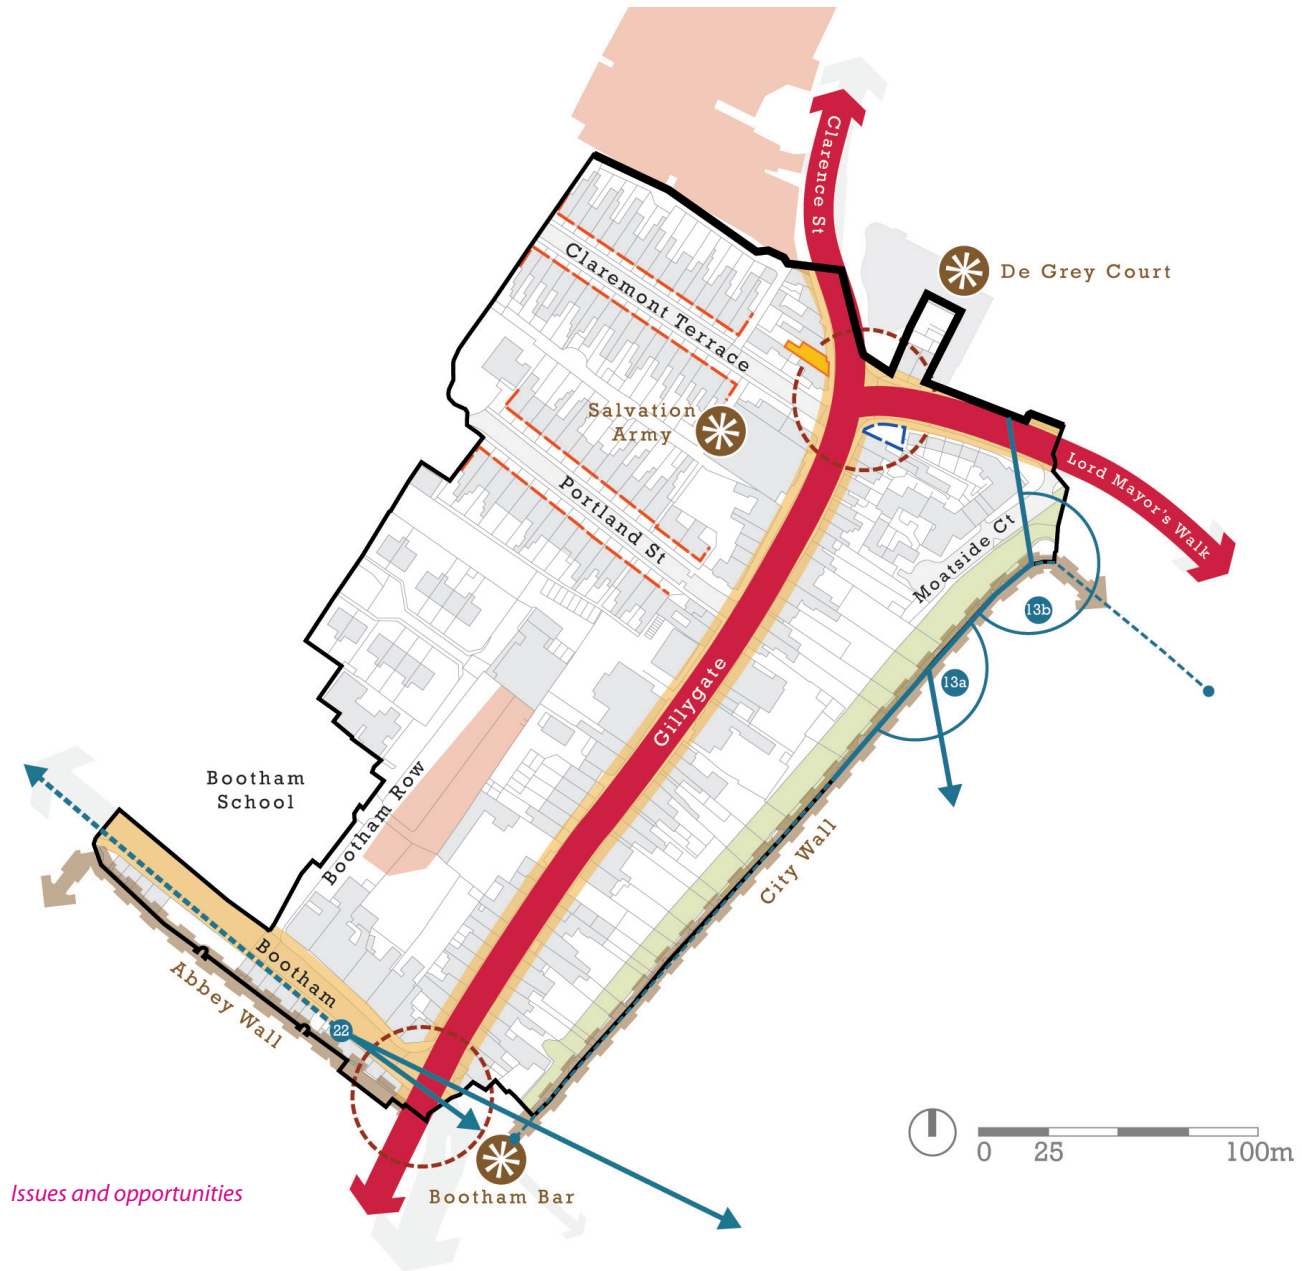 Clarence St
De Grey Court
Claremont Terrace
Salvation
Army
Lord Mayor's Walk
Portland St
Moatside Ct
13b
13a
Gillygate
Bootham
School
Bootham Row
City Wall
Bootham
Abbey Wall
22
0 25 100m
Issues and opportunities
Bootham Bar